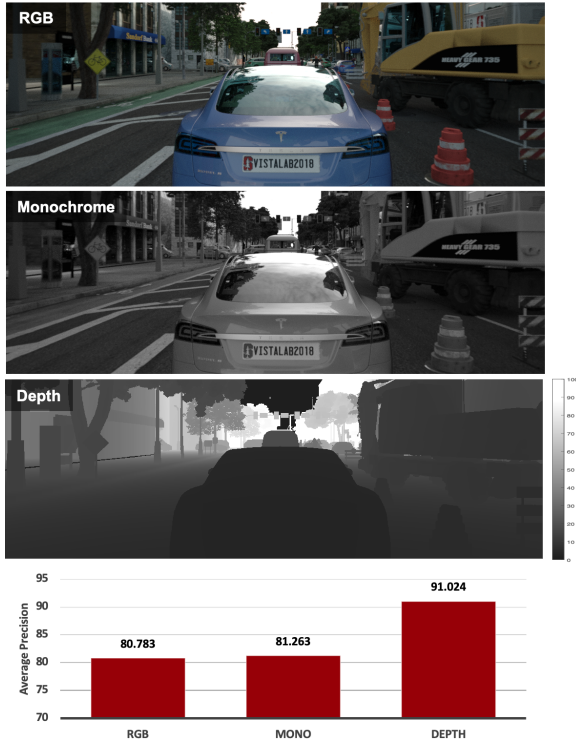 RGB
HEAVY GEAR 735
VISTALAB2018
Monochrome
HEAVY GEAR 735
VISTALAB2018
Depth
100
90
80
70
60
50
40
30
20
10
0
95
90
85
80
75
70
Average Precision
80.783
81.263
91.024
RGB
MONO
DEPTH